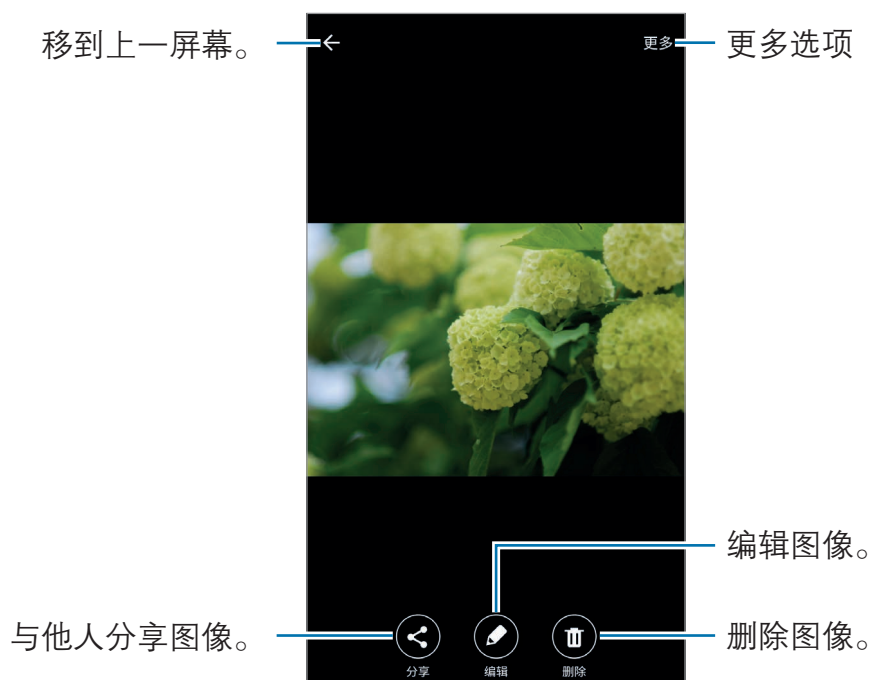 移到上一屏幕。
更多
更多选项
编辑图像。
与他人分享图像。
删除图像。
分享
编辑
删除